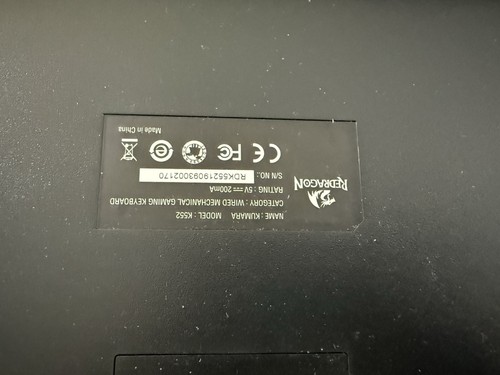 REDRAGON
NAME : KUMARA MODEL : K552
CATEGORY : WIRED MECHANICAL GAMING KEYBOARD
RATING : 5V 200mA
S/N NO.: RDK552190930002170
CE FC e
Made in China